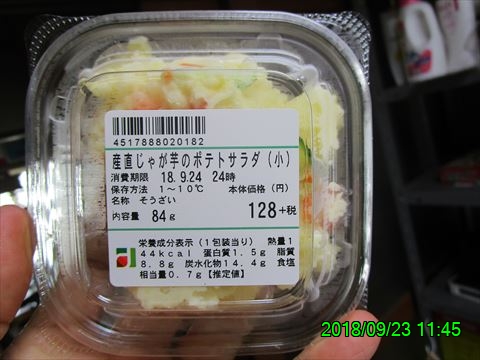 4517888020182
産直じゃが芋のポテトサラダ(小)
消費期限 18.9.24 24時
保存方法 1〜10℃ 本体価格(円)
名称 そうざい
内容量 84g 128+税
栄養成分表示(1包装当り) 熱量1
44kcal 蛋白質1.5g 脂質
8.8g 炭水化物14.4g 食塩
相当量0.7g【推定値】
2018/09/23 11:45